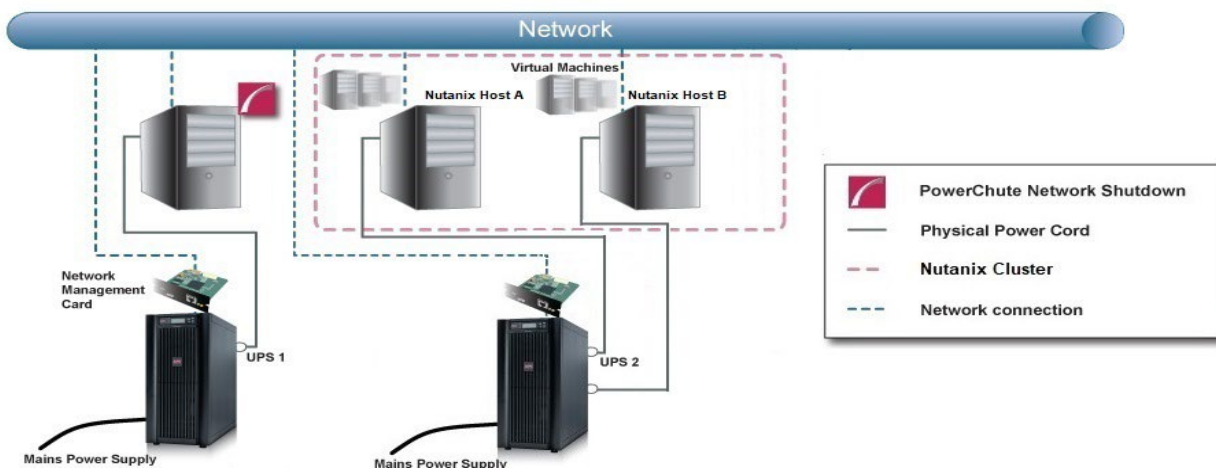 Network
Virtual Machines
Nutanix Host A
Nutanix Host B
Network
Management
Card
UPS 1
UPS 2
Mains Power Supply
Mains Power Supply
PowerChute Network Shutdown
Physical Power Cord
Nutanix Cluster
Network connection